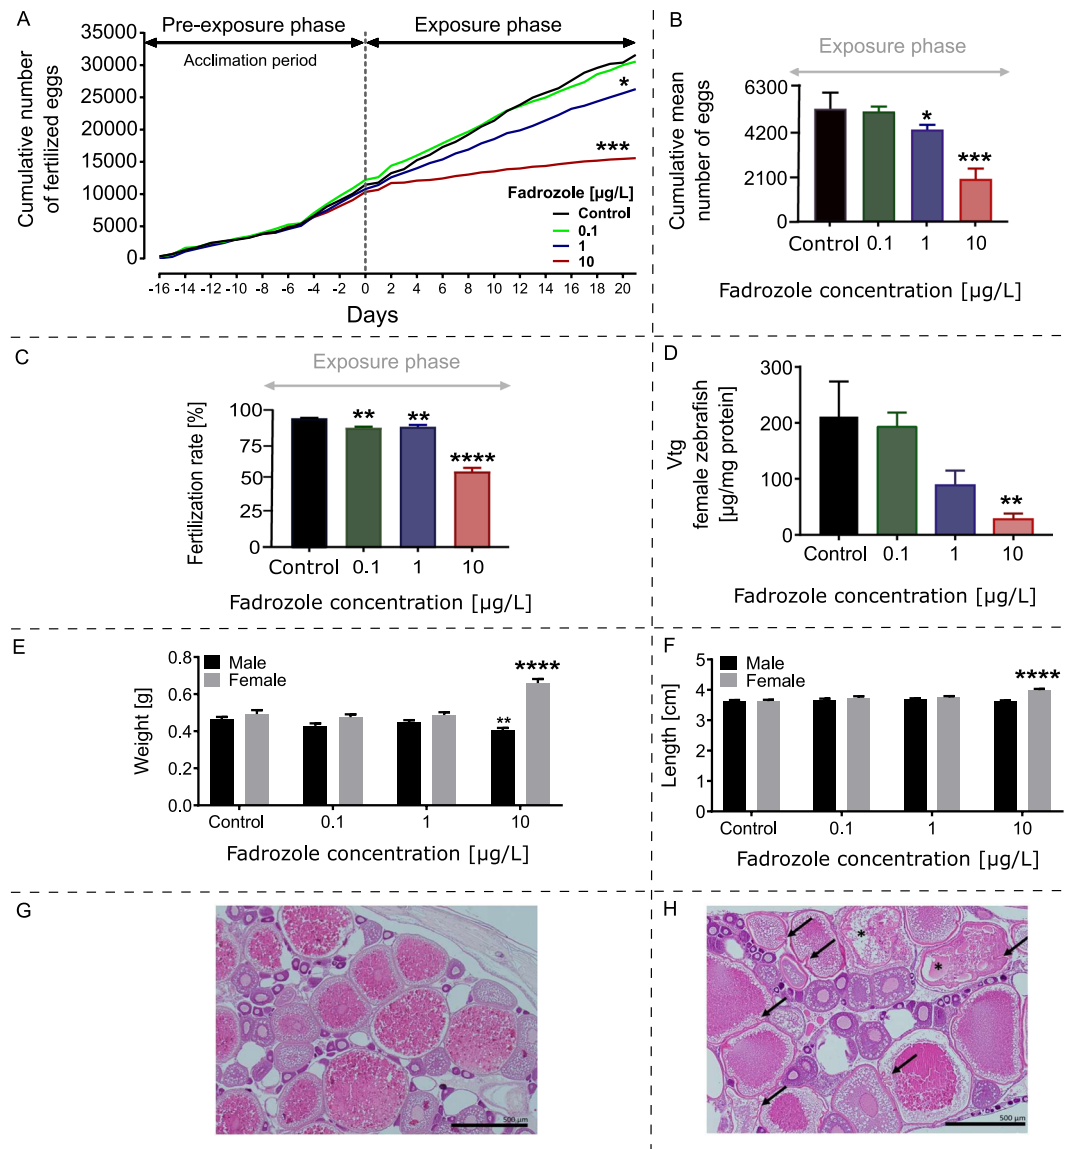 A
Pre-exposure phase
Exposure phase
Acclimation period
Cumulative number
of fertilized eggs
35000
30000
25000
20000
15000
10000
5000
0
*
***
Fadrozole [µg/L]
Control
0.1
1
10
-16 -14 -12 -10 -8 -6 -4 -2 0 2 4 6 8 10 12 14 16 18 20
Days
B
Exposure phase
Cumulative mean
number of eggs
6300
4200
2100
0
*
***
Control 0.1 1 10
Fadrozole concentration [µg/L]
C
Exposure phase
Fertilization rate [%]
100
75
50
25
0
** **
****
Control 0.1 1 10
Fadrozole concentration [µg/L]
D
Vtg
female zebrafish
[µg/mg protein]
300
200
100
0
**
Control 0.1 1 10
Fadrozole concentration [µg/L]
E
Weight [g]
0.8
0.6
0.4
0.2
0.0
Male
Female
****
**
Control 0.1 1 10
Fadrozole concentration [µg/L]
F
Length [cm]
5
4
3
2
1
0
Male
Female
****
Control 0.1 1 10
Fadrozole concentration [µg/L]
G
500 µm
H
*
*
500 µm